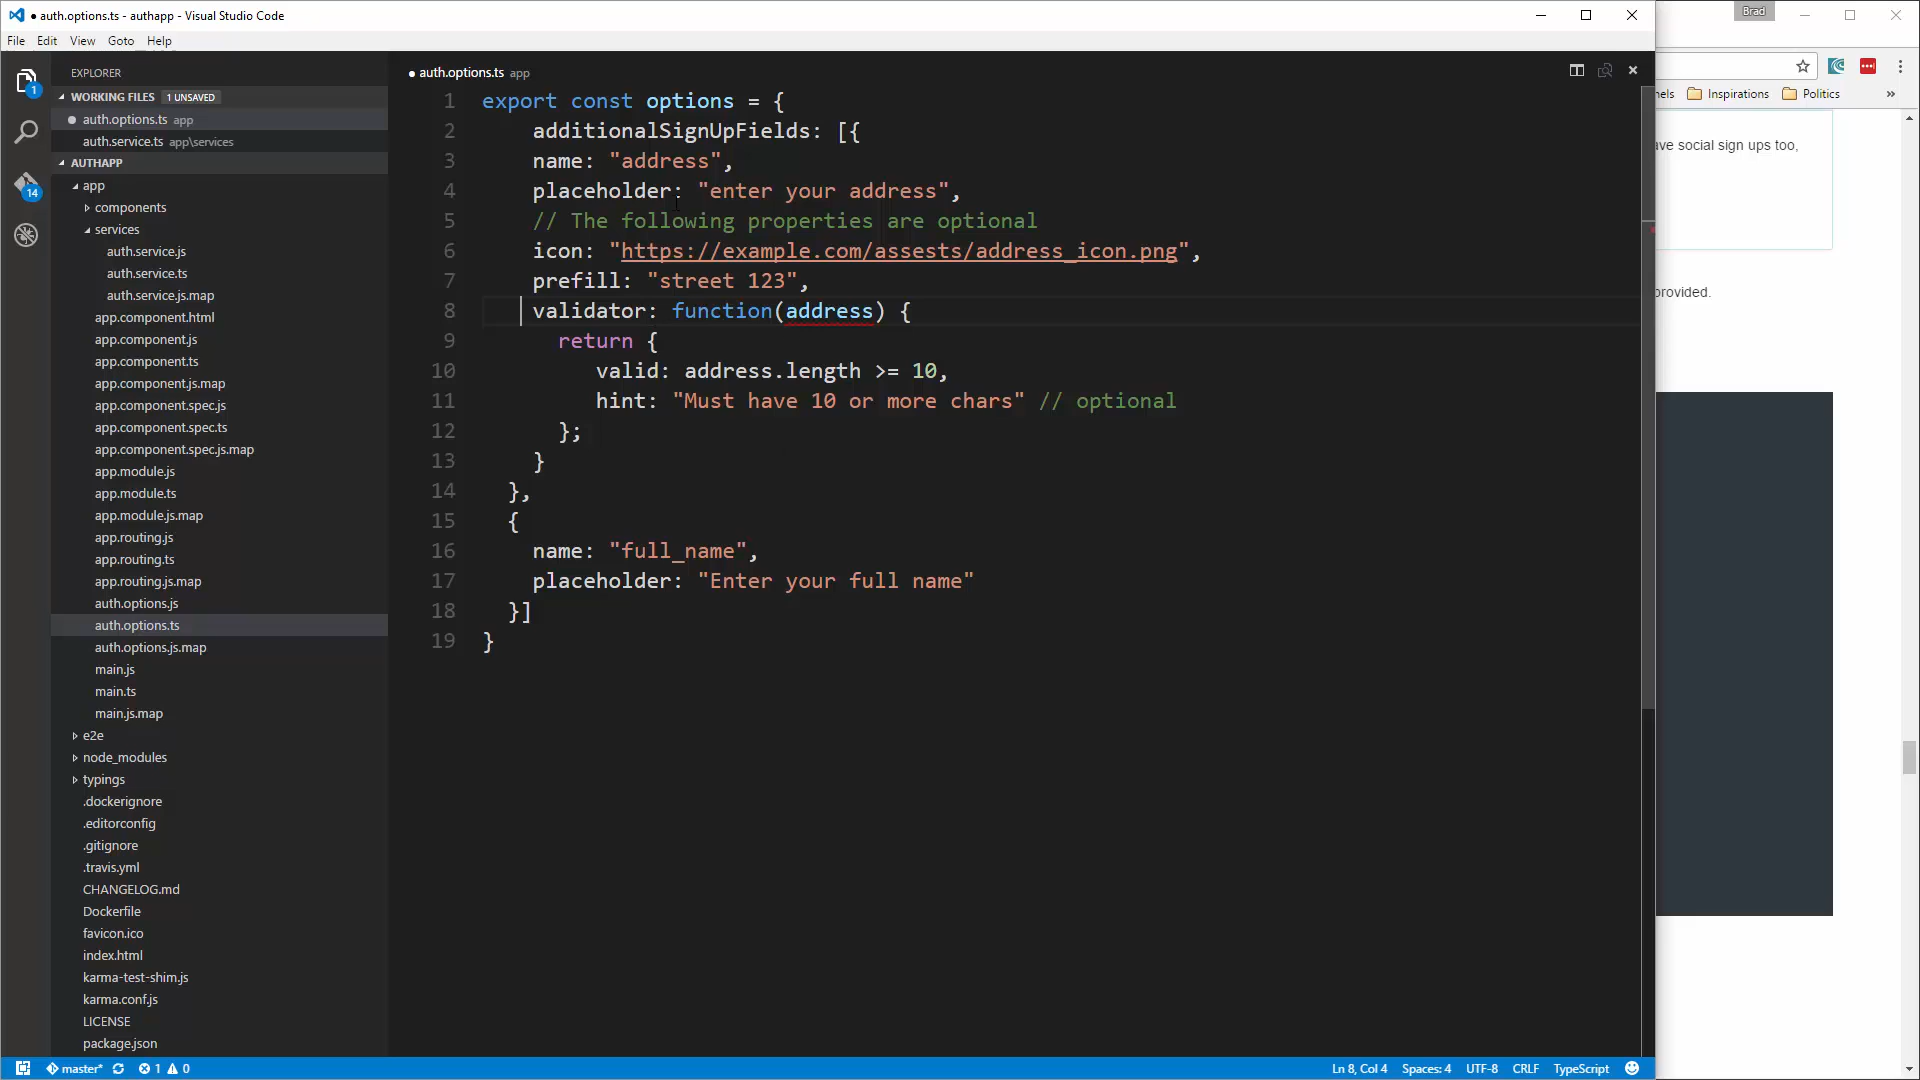 ● auth.options.ts - authapp - Visual Studio Code
Brad
File Edit View Goto Help
EXPLORER
WORKING FILES 1 UNSAVED
auth.options.ts app
auth.service.ts app\services
AUTHAPP
app
components
services
auth.service.js
auth.service.ts
auth.service.js.map
app.component.html
app.component.js
app.component.ts
app.component.js.map
app.component.spec.js
app.component.spec.ts
app.component.spec.js.map
app.module.js
app.module.ts
app.module.js.map
app.routing.js
app.routing.ts
app.routing.js.map
auth.options.js
auth.options.ts
auth.options.js.map
main.js
main.ts
main.js.map
e2e
node_modules
typings
.dockerignore
.editorconfig
.gitignore
.travis.yml
CHANGELOG.md
Dockerfile
favicon.ico
index.html
karma-test-shim.js
karma.conf.js
LICENSE
package.json
1
14
● auth.options.ts app
1 export const options = {
2 additionalSignUpFields: [{
3 name: "address",
4 placeholder: "enter your address",
5 // The following properties are optional
6 icon: "https://example.com/assests/address_icon.png",
7 prefill: "street 123",
8 validator: function(address) {
9 return {
10 valid: address.length >= 10,
11 hint: "Must have 10 or more chars" // optional
12 };
13 }
14 },
15 {
16 name: "full_name",
17 placeholder: "Enter your full name"
18 }]
19 }
nels Inspirations Politics »
ave social sign ups too,
provided.
master* 1 0 Ln 8, Col 4 Spaces: 4 UTF-8 CRLF TypeScript